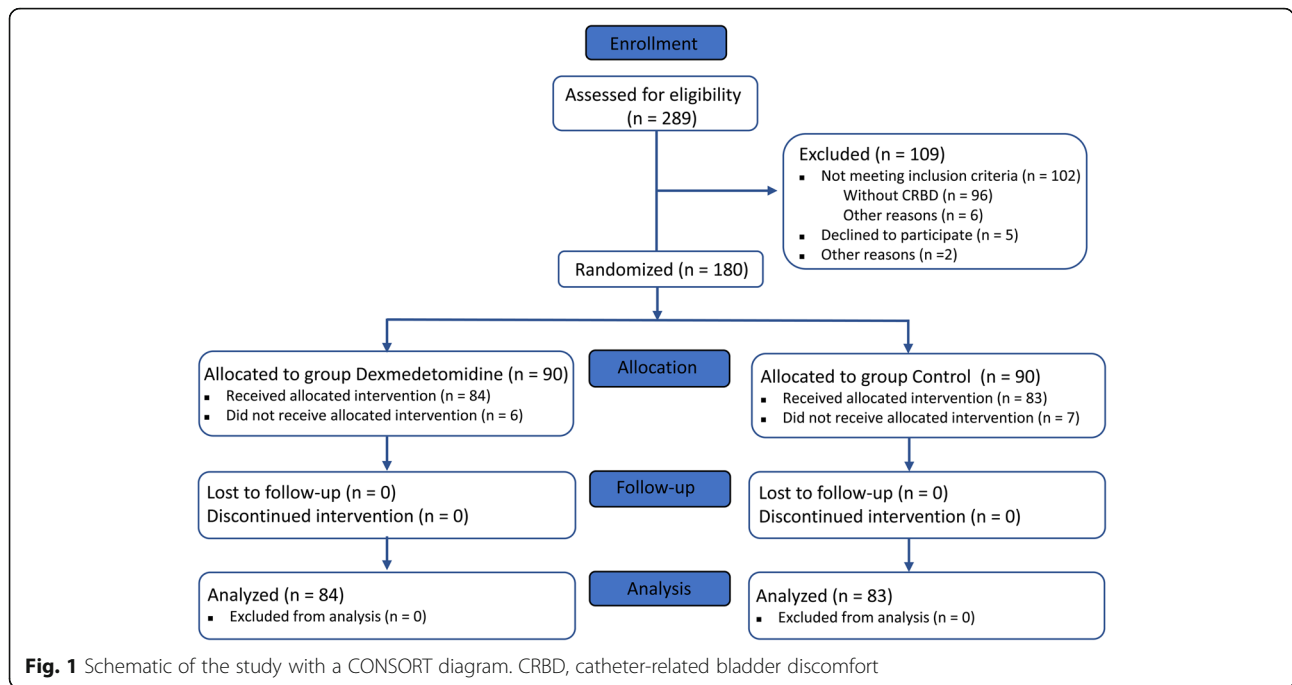 Enrollment
Assessed for eligibility
(n = 289)
Excluded (n = 109)
▪ Not meeting inclusion criteria (n = 102)
Without CRBD (n = 96)
Other reasons (n = 6)
▪ Declined to participate (n = 5)
▪ Other reasons (n =2)
Randomized (n = 180)
Allocation
Allocated to group Dexmedetomidine (n = 90)
▪ Received allocated intervention (n = 84)
▪ Did not receive allocated intervention (n = 6)
Allocated to group Control (n = 90)
▪ Received allocated intervention (n = 83)
▪ Did not receive allocated intervention (n = 7)
Follow-up
Lost to follow-up (n = 0)
Discontinued intervention (n = 0)
Lost to follow-up (n = 0)
Discontinued intervention (n = 0)
Analysis
Analyzed (n = 84)
▪ Excluded from analysis (n = 0)
Analyzed (n = 83)
▪ Excluded from analysis (n = 0)
Fig. 1 Schematic of the study with a CONSORT diagram. CRBD, catheter-related bladder discomfort